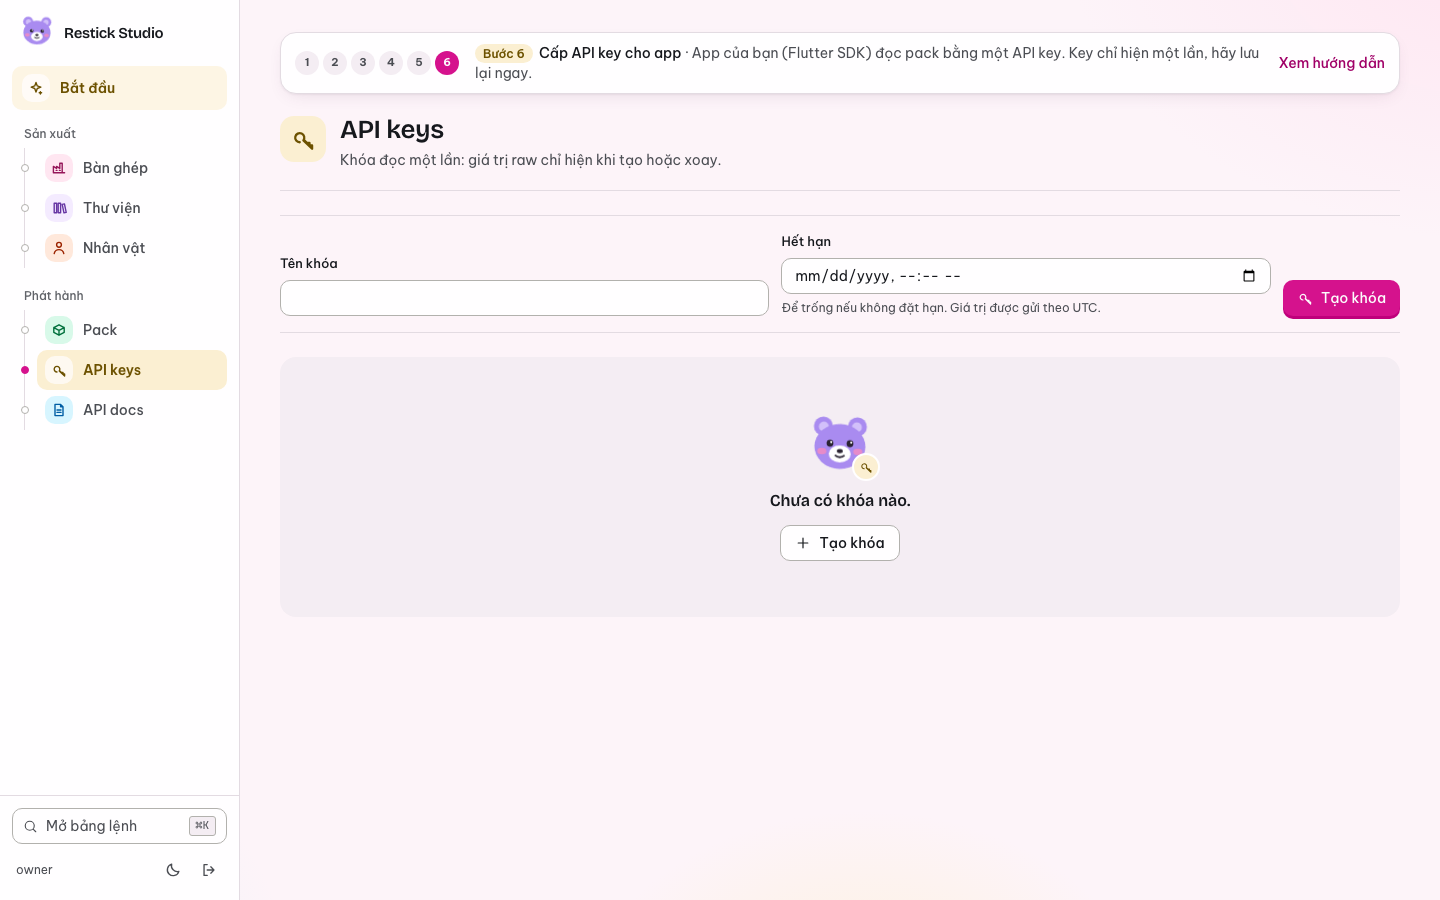 Restick Studio
Bắt đầu
Sản xuất
Bàn ghép
Thư viện
Nhân vật
Phát hành
Pack
API keys
API docs
Mở bảng lệnh
⌘K
owner
1 2 3 4 5 6
Bước 6 Cấp API key cho app · App của bạn (Flutter SDK) đọc pack bằng một API key. Key chỉ hiện một lần, hãy lưu
lại ngay.
Xem hướng dẫn
API keys
Khóa đọc một lần: giá trị raw chỉ hiện khi tạo hoặc xoay.
Tên khóa
Hết hạn
mm/dd/yyyy, --:-- --
Để trống nếu không đặt hạn. Giá trị được gửi theo UTC.
Tạo khóa
Chưa có khóa nào.
Tạo khóa